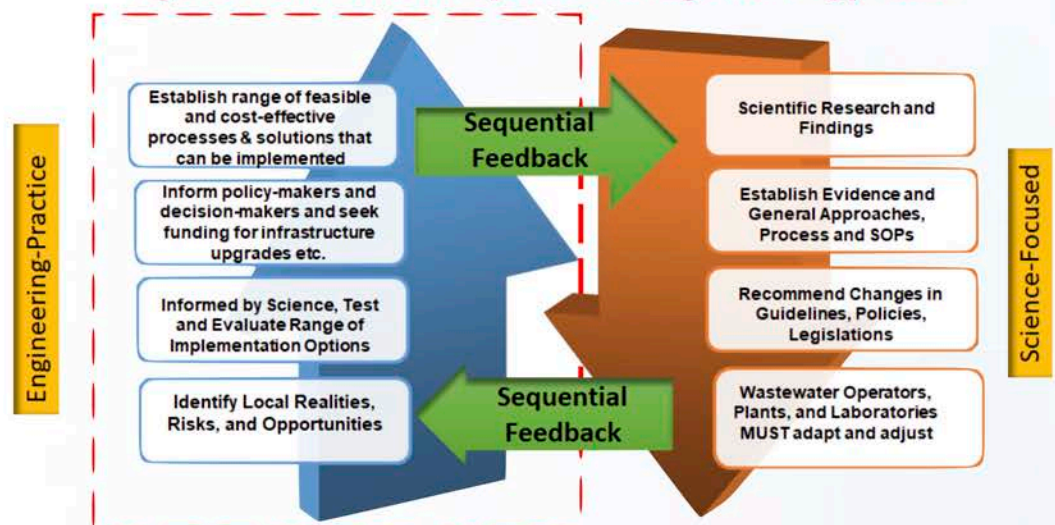 Engineering-Practice
Establish range of feasible
and cost-effective
processes & solutions that
can be implemented
Inform policy-makers and
decision-makers and seek
funding for infrastructure
upgrades etc.
Informed by Science, Test
and Evaluate Range of
Implementation Options
Identify Local Realities,
Risks, and Opportunities
Sequential
Feedback
Sequential
Feedback
Scientific Research and
Findings
Establish Evidence and
General Approaches,
Process and SOPs
Recommend Changes in
Guidelines, Policies,
Legislations
Wastewater Operators,
Plants, and Laboratories
MUST adapt and adjust
Science-Focused